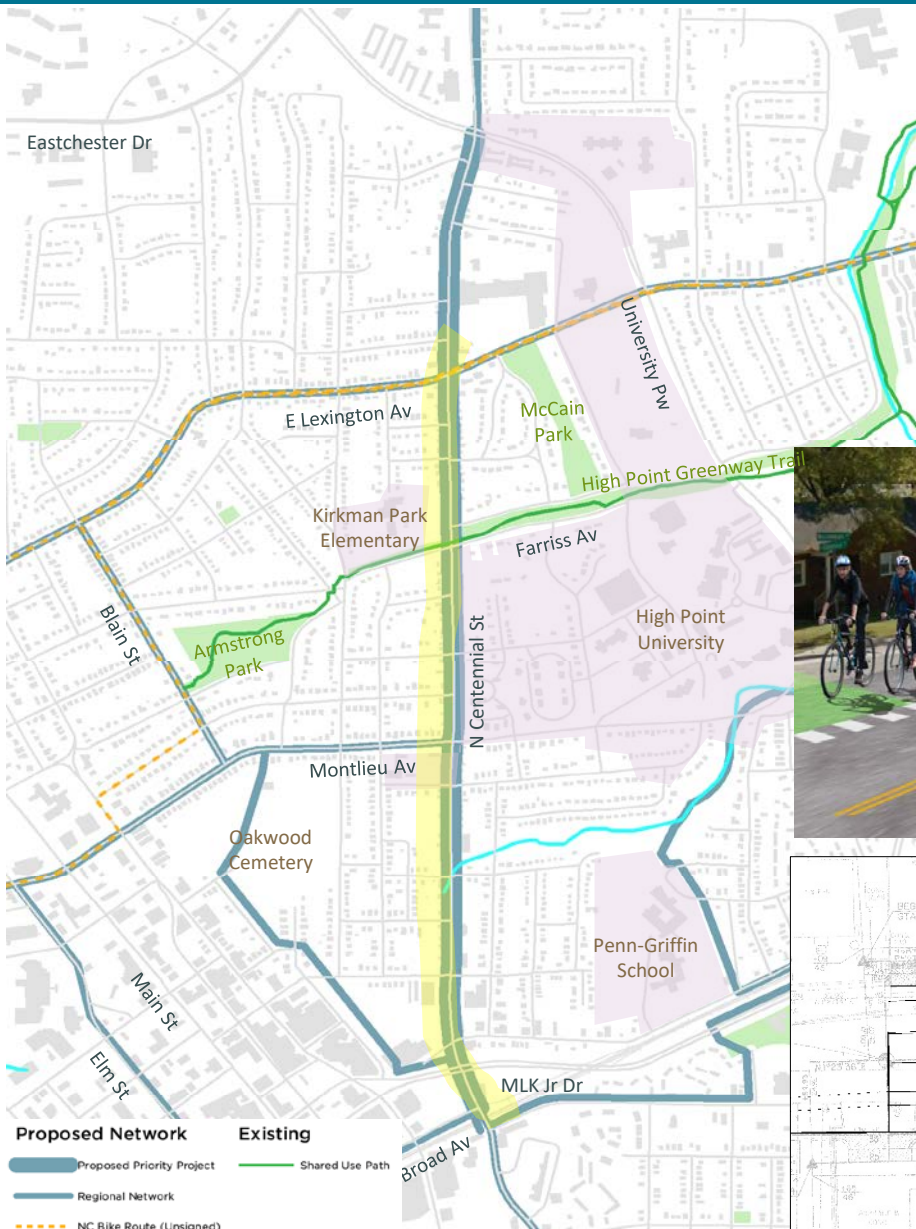 Eastchester Dr
University Pw
E Lexington Av
McCain
Park
High Point Greenway Trail
Kirkman Park
Elementary
Farriss Av
Blain St
Armstrong
Park
N Centennial St
High Point
University
Montlieu Av
Oakwood
Cemetery
Penn-Griffin
School
Main St
Elm St
MLK Jr Dr
Broad Av
Proposed Network
Existing
Proposed Priority Project
Shared Use Path
Regional Network
NC Bike Route (Unsigned)